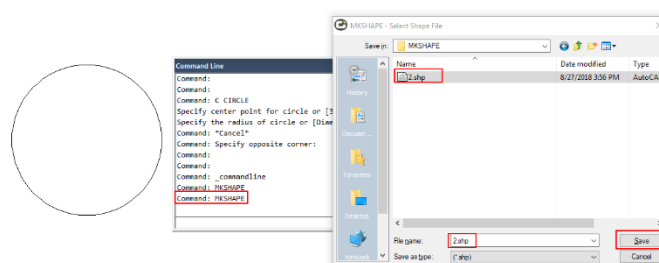 Command Line
Command:
Command:
Command: C CIRCLE
Specify center point for circle or [3
Specify the radius of circle or [Diam
Command: *Cancel*
Command: Specify opposite corner:
Command:
Command:
Command: _commandline
Command: MKSHAPE
Command: MKSHAPE
MKSHAPE - Select Shape File
Save in: MKSHAPE
Name Date modified Type
2.shp 8/27/2018 3:56 PM AutoCA
History
Docume...
Favorites
Desktop
Network
File name: 2.shp Save
Save as type: (*.shp) Cancel